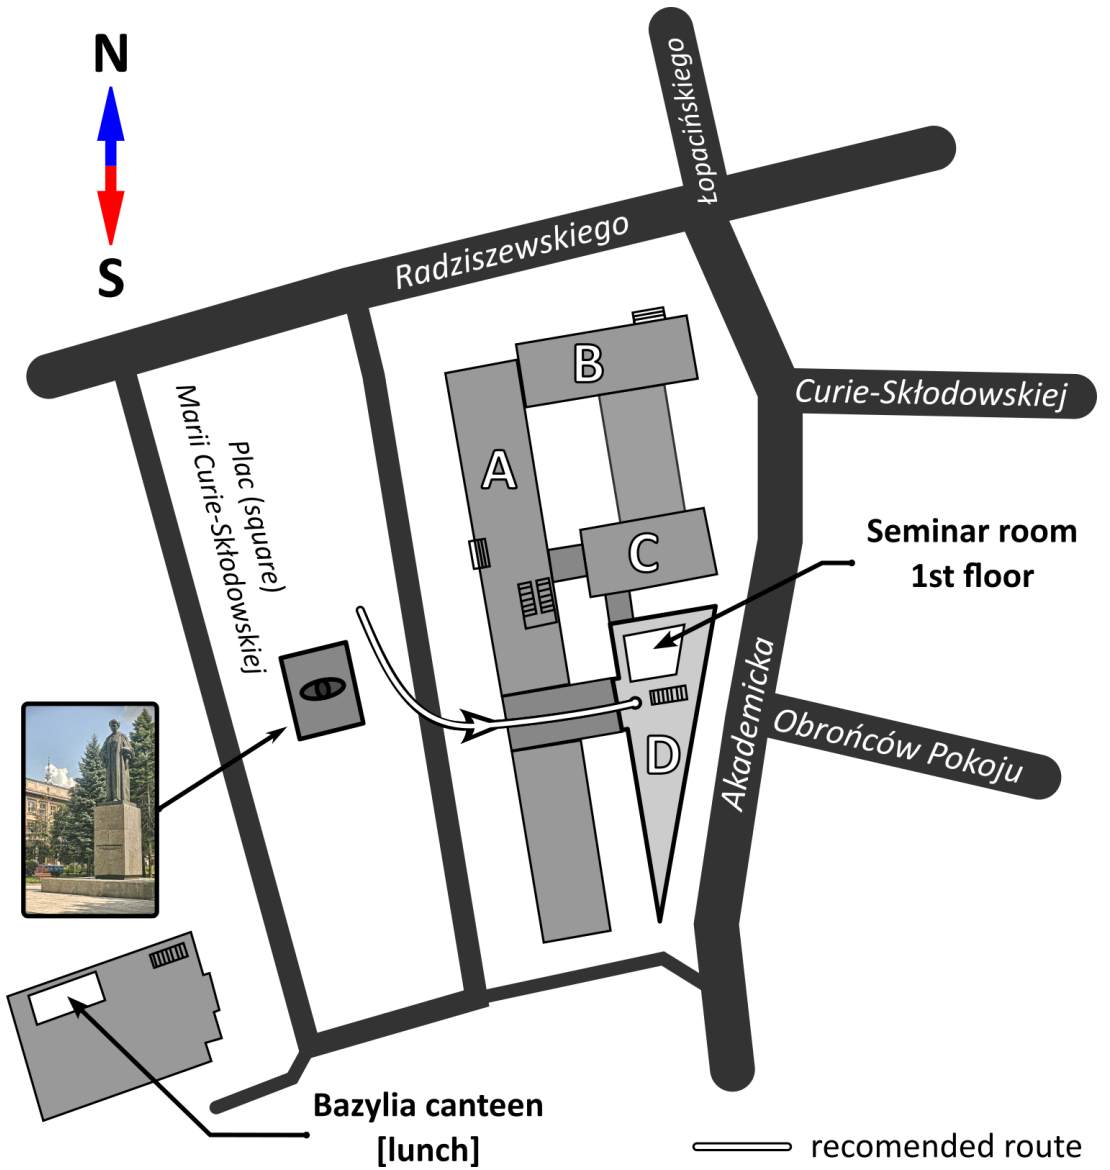 N
S
Łopacińskiego
Radziszewskiego
B
Curie-Skłodowskiej
Plac (square)
Marii Curie-Skłodowskiej
A
C
Seminar room
1st floor
D
Akademicka
Obrońców Pokoju
Bazylia canteen
[lunch]
recomended route